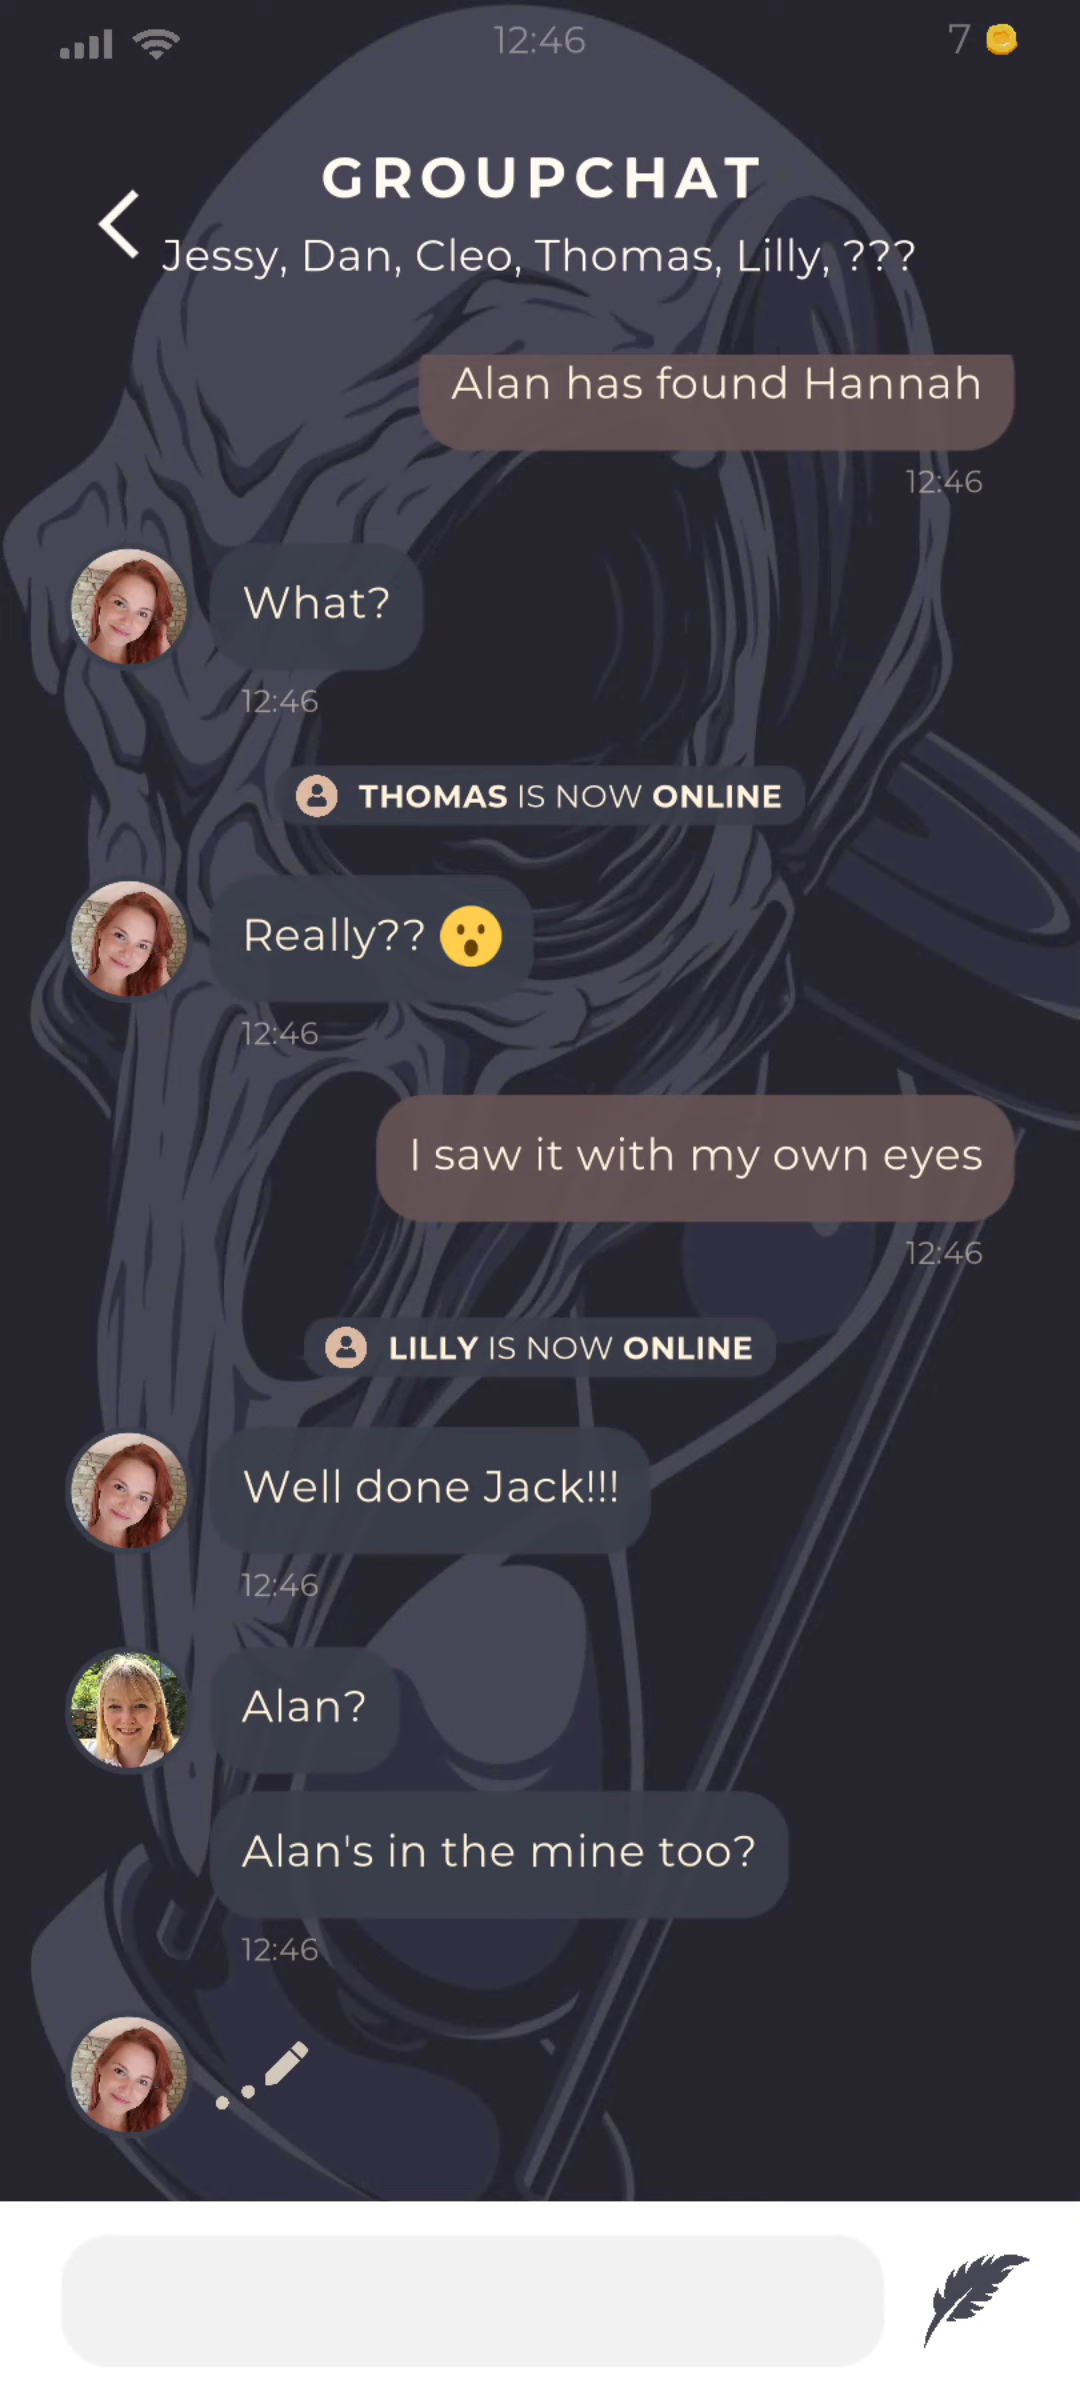 12:46
7
GROUPCHAT
Jessy, Dan, Cleo, Thomas, Lilly, ???
Alan has found Hannah
12:46
What?
12:46
THOMAS IS NOW ONLINE
Really?? 😮
12:46
I saw it with my own eyes
12:46
LILLY IS NOW ONLINE
Well done Jack!!!
12:46
Alan?
Alan's in the mine too?
12:46